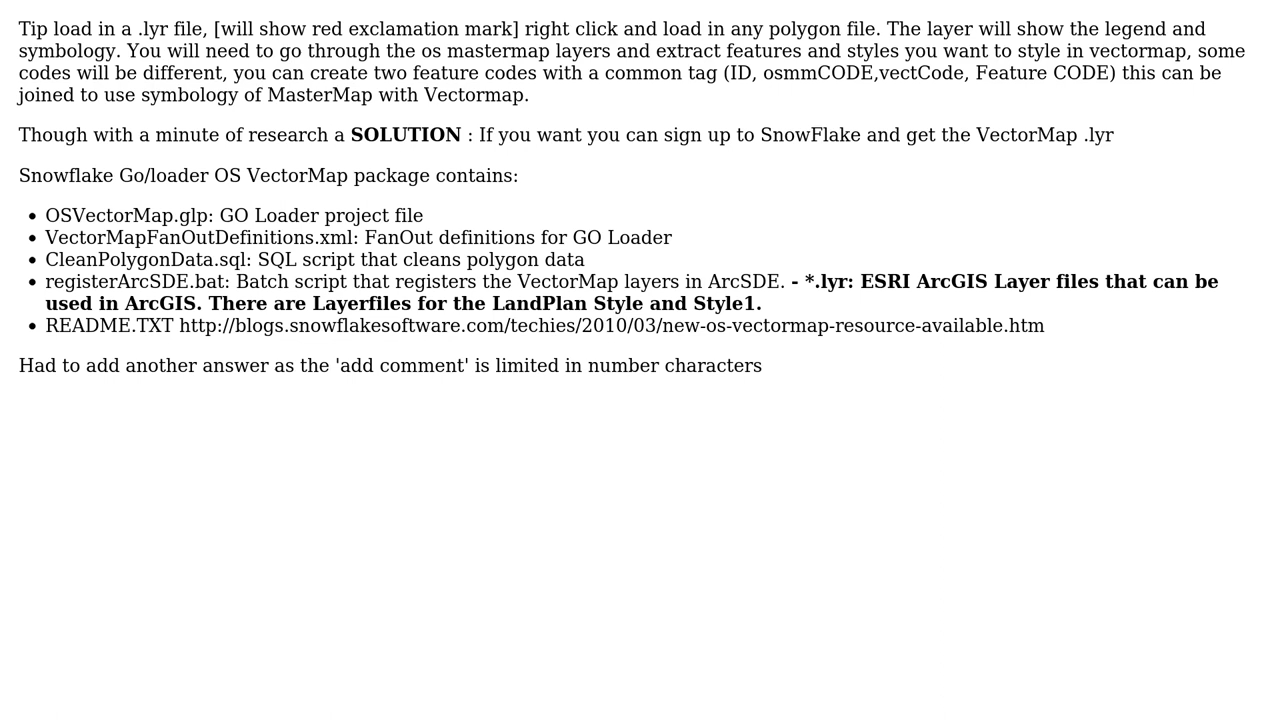 Tip load in a .lyr file, [will show red exclamation mark] right click and load in any polygon file. The layer will show the legend and
symbology. You will need to go through the os mastermap layers and extract features and styles you want to style in vectormap, some
codes will be different, you can create two feature codes with a common tag (ID, osmmCODE,vectCode, Feature CODE) this can be
joined to use symbology of MasterMap with Vectormap.
Though with a minute of research a SOLUTION : If you want you can sign up to SnowFlake and get the VectorMap .lyr
Snowflake Go/loader OS VectorMap package contains:
• OSVectorMap.glp: GO Loader project file
• VectorMapFanOutDefinitions.xml: FanOut definitions for GO Loader
• CleanPolygonData.sql: SQL script that cleans polygon data
• registerArcSDE.bat: Batch script that registers the VectorMap layers in ArcSDE. - *.lyr: ESRI ArcGIS Layer files that can be
used in ArcGIS. There are Layerfiles for the LandPlan Style and Style1.
• README.TXT http://blogs.snowflakesoftware.com/techies/2010/03/new-os-vectormap-resource-available.htm
Had to add another answer as the 'add comment' is limited in number characters